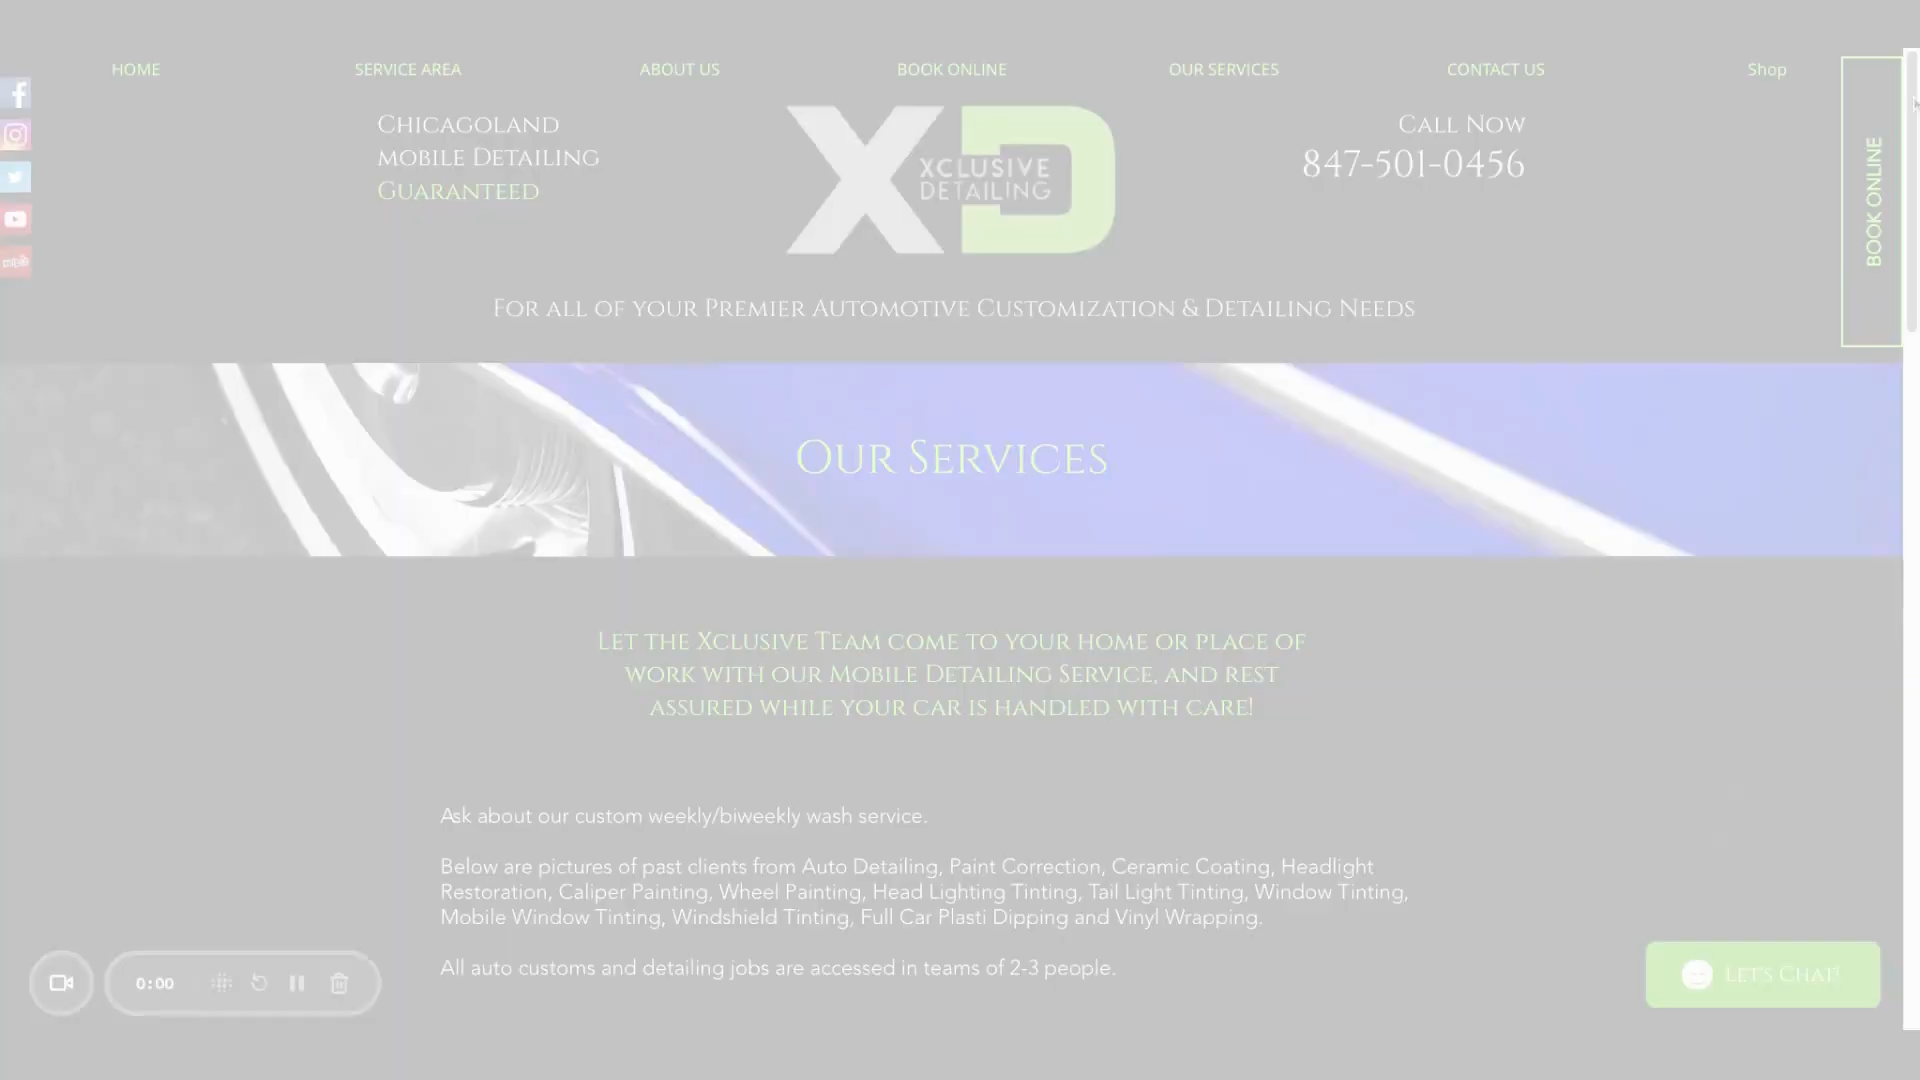 HOME
SERVICE AREA
ABOUT US
BOOK ONLINE
OUR SERVICES
CONTACT US
Shop
Chicagoland
mobile Detailing
Guaranteed
XCLUSIVE
DETAILING
Call Now
847-501-0456
BOOK ONLINE
For all of your Premier Automotive Customization & Detailing Needs
Our Services
Let the Xclusive Team come to your home or place of
work with our Mobile Detailing Service, and rest
assured while your car is handled with care!
Ask about our custom weekly/biweekly wash service.
Below are pictures of past clients from Auto Detailing, Paint Correction, Ceramic Coating, Headlight
Restoration, Caliper Painting, Wheel Painting, Head Lighting Tinting, Tail Light Tinting, Window Tinting,
Mobile Window Tinting, Windshield Tinting, Full Car Plasti Dipping and Vinyl Wrapping.
All auto customs and detailing jobs are accessed in teams of 2-3 people.
0:00
Let's Chat!